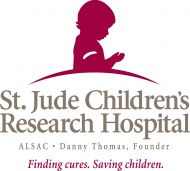 St. Jude Children's
Research Hospital
ALSAC • Danny Thomas, Founder
Finding cures. Saving children.